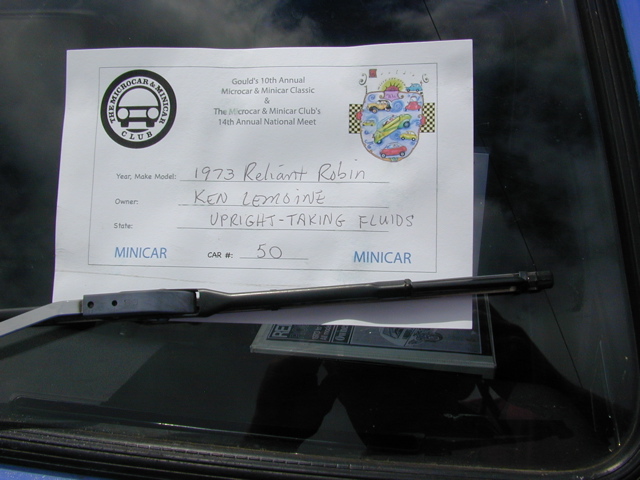 THE MICROCAR & MINICAR CLUB
Gould's 10th Annual
Microcar & Minicar Classic
&
The Microcar & Minicar Club's
14th Annual National Meet
Year, Make Model: 1973 Reliant Robin
Owner: KEN LEMOINE
State: UPRIGHT-TAKING FLUIDS
MINICAR CAR #: 50 MINICAR